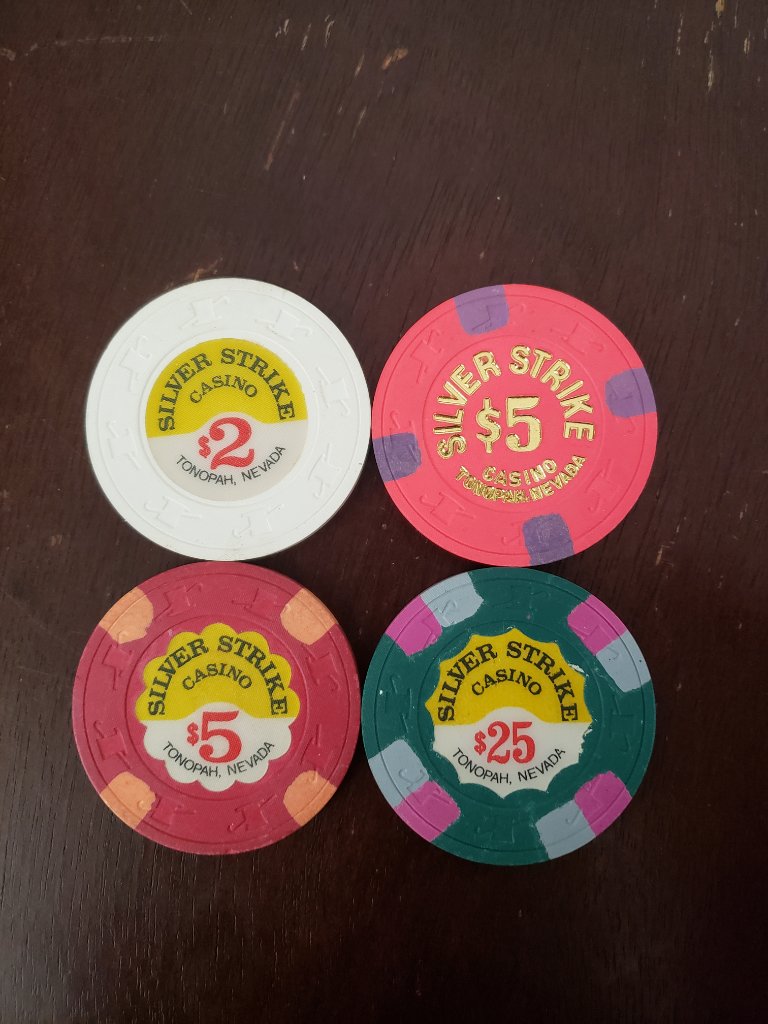 SILVER STRIKE
CASINO
$2
TONOPAH, NEVADA
SILVER STRIKE
$5
CASINO
TONOPAH, NEVADA
SILVER STRIKE
CASINO
$5
TONOPAH, NEVADA
SILVER STRIKE
CASINO
$25
TONOPAH, NEVADA